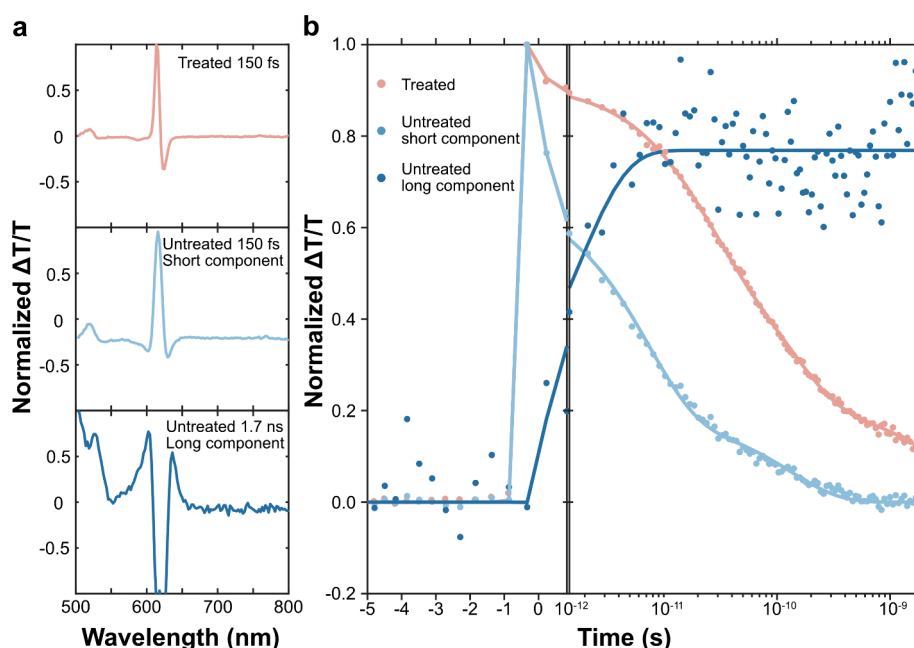 a
b
Treated 150 fs
0.5
0
-0.5
Untreated 150 fs
Short component
0.5
0
-0.5
Untreated 1.7 ns
Long component
0.5
0
-0.5
500
600
700
800
Wavelength (nm)
Normalized ΔT/T
1.0
0.8
0.6
0.4
0.2
0.0
-0.2
Normalized ΔT/T
Treated
Untreated
short component
Untreated
long component
-5 -4 -3 -2 -1 0 10⁻¹² 10⁻¹¹ 10⁻¹⁰ 10⁻⁹
Time (s)